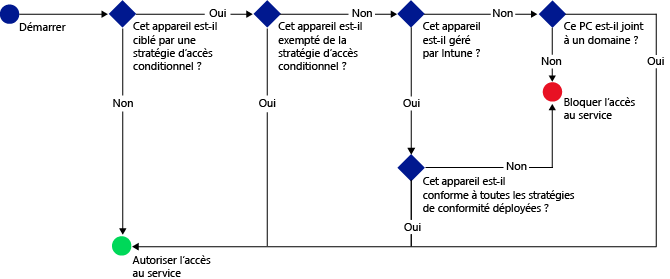 Démarrer
Cet appareil est-il
ciblé par une
stratégie d'accès
conditionnel ?
Oui
Non
Cet appareil est-il
exempté de la
stratégie d'accès
conditionnel ?
Non
Oui
Cet appareil
est-il géré
par Intune ?
Non
Oui
Ce PC est-il joint
à un domaine ?
Non
Oui
Bloquer l'accès
au service
Cet appareil est-il
conforme à toutes les stratégies
de conformité déployées ?
Non
Oui
Autoriser l'accès
au service